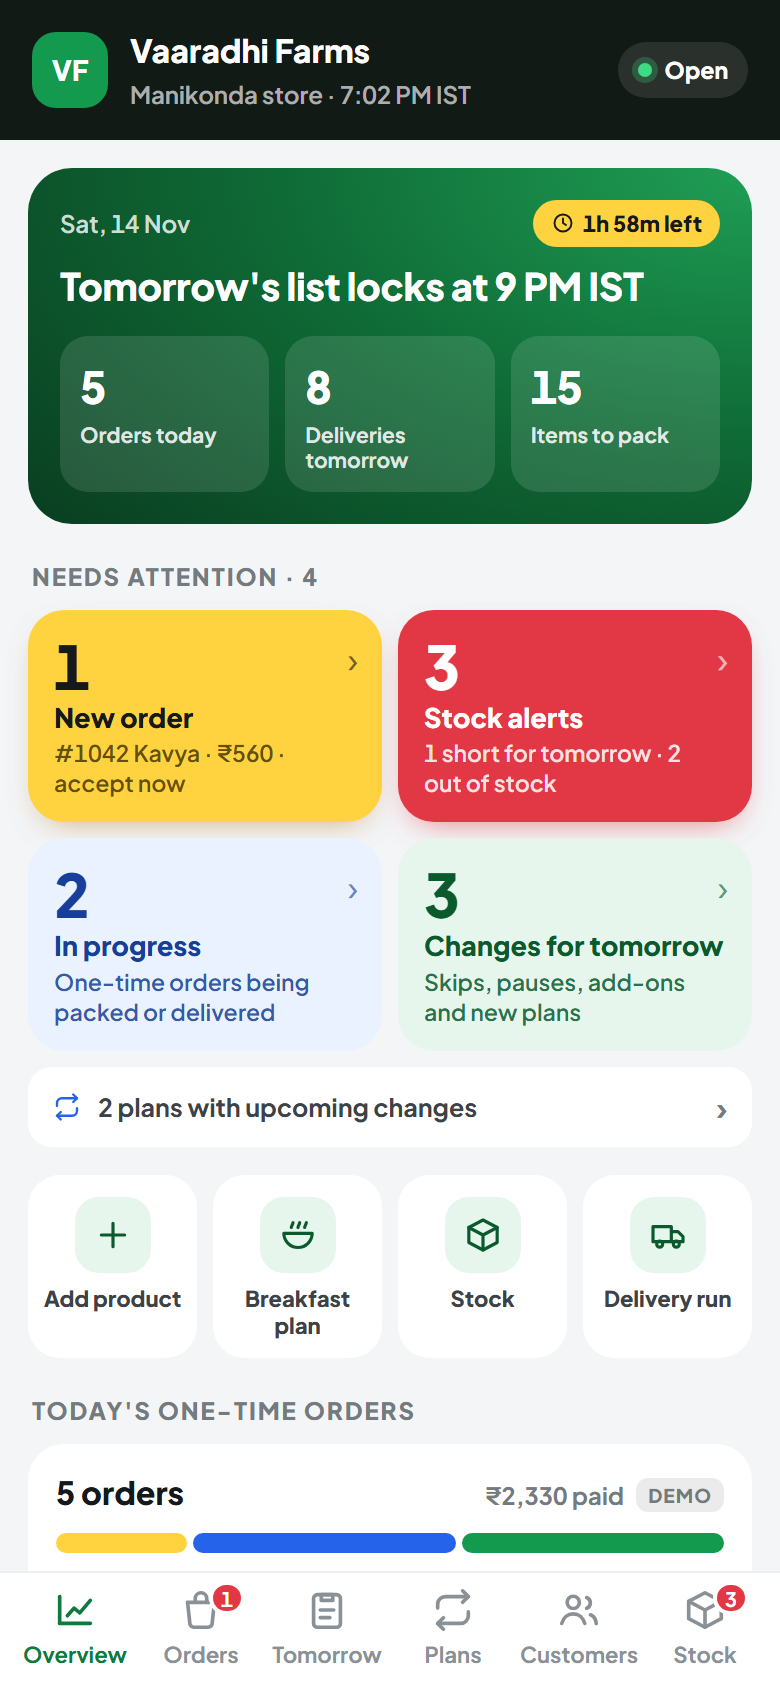 VF
Vaaradhi Farms
Manikonda store · 7:02 PM IST
Open
Sat, 14 Nov
1h 58m left
Tomorrow's list locks at 9 PM IST
5
Orders today
8
Deliveries
tomorrow
15
Items to pack
NEEDS ATTENTION · 4
1
New order
#1042 Kavya · ₹560 ·
accept now
3
Stock alerts
1 short for tomorrow · 2
out of stock
2
In progress
One-time orders being
packed or delivered
3
Changes for tomorrow
Skips, pauses, add-ons
and new plans
2 plans with upcoming changes
Add product
Breakfast
plan
Stock
Delivery run
TODAY'S ONE-TIME ORDERS
5 orders
₹2,330 paid
DEMO
Overview
1
Orders
Tomorrow
Plans
Customers
3
Stock